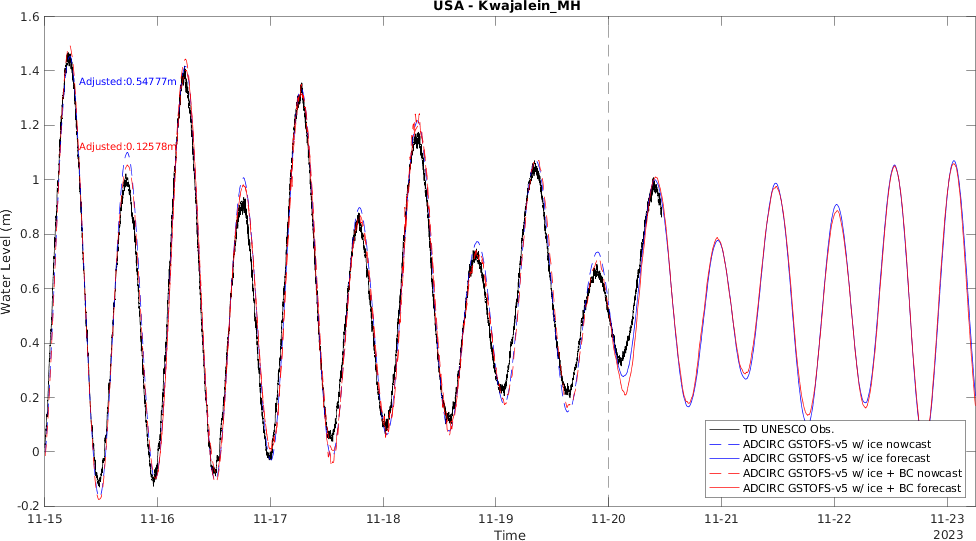 USA - Kwajalein_MH
1.6
1.4
1.2
1
0.8
0.6
0.4
0.2
0
-0.2
Water Level (m)
Adjusted:0.54777m
Adjusted:0.12578m
TD UNESCO Obs.
ADCIRC GSTOFS-v5 w/ ice nowcast
ADCIRC GSTOFS-v5 w/ ice forecast
ADCIRC GSTOFS-v5 w/ ice + BC nowcast
ADCIRC GSTOFS-v5 w/ ice + BC forecast
11-15 11-16 11-17 11-18 11-19 11-20 11-21 11-22 11-23
Time 2023